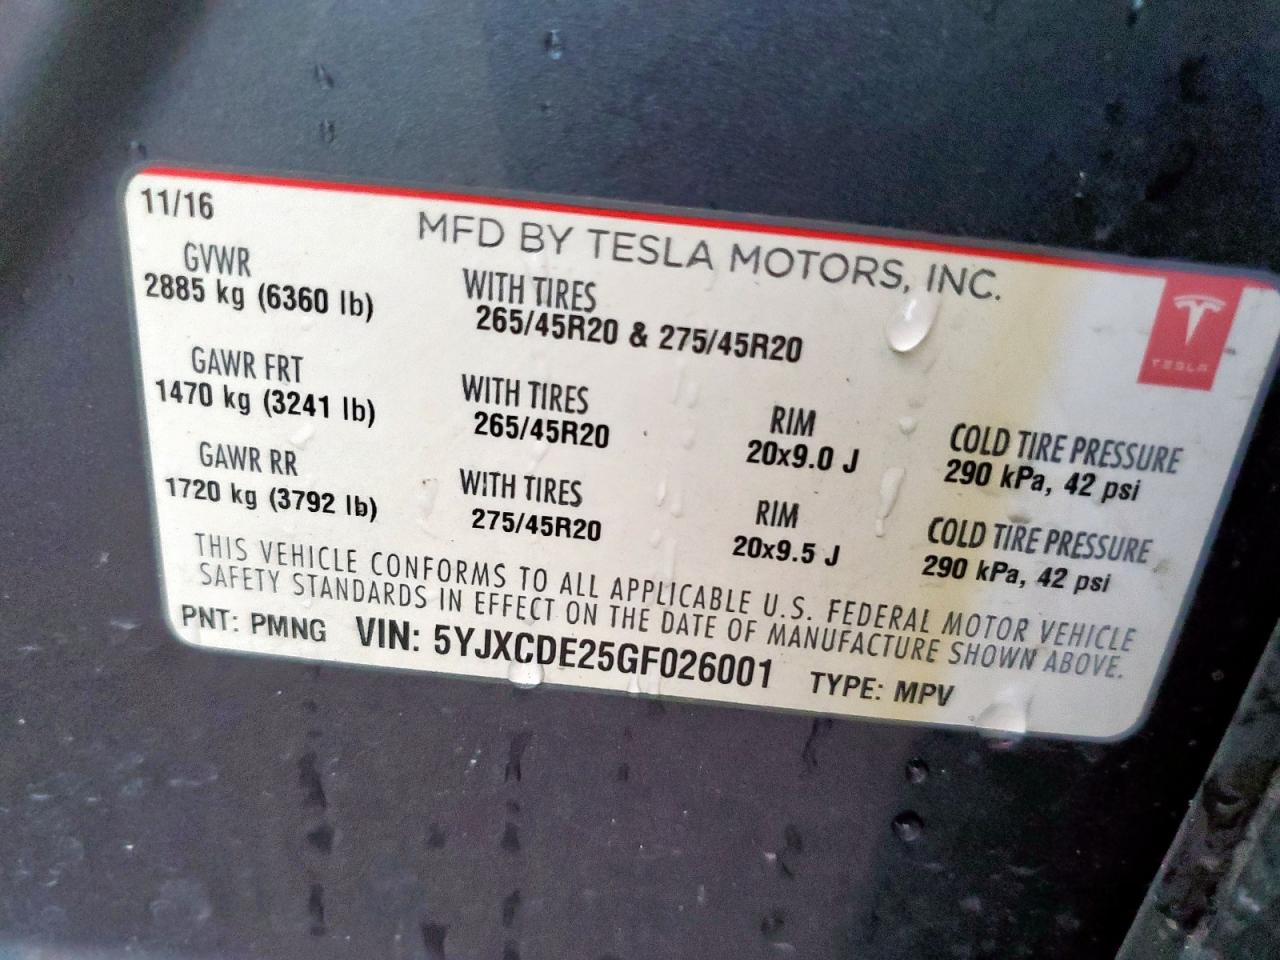 11/16
MFD BY TESLA MOTORS, INC.
GVWR
2885 kg (6360 lb)
WITH TIRES
265/45R20 & 275/45R20
TESLA
GAWR FRT
1470 kg (3241 lb)
WITH TIRES
265/45R20
RIM
20x9.0 J
COLD TIRE PRESSURE
290 kPa, 42 psi
GAWR RR
1720 kg (3792 lb)
WITH TIRES
275/45R20
RIM
20x9.5 J
COLD TIRE PRESSURE
290 kPa, 42 psi
THIS VEHICLE CONFORMS TO ALL APPLICABLE U.S. FEDERAL MOTOR VEHICLE
SAFETY STANDARDS IN EFFECT ON THE DATE OF MANUFACTURE SHOWN ABOVE.
PNT: PMNG VIN: 5YJXCDE25GF026001 TYPE: MPV